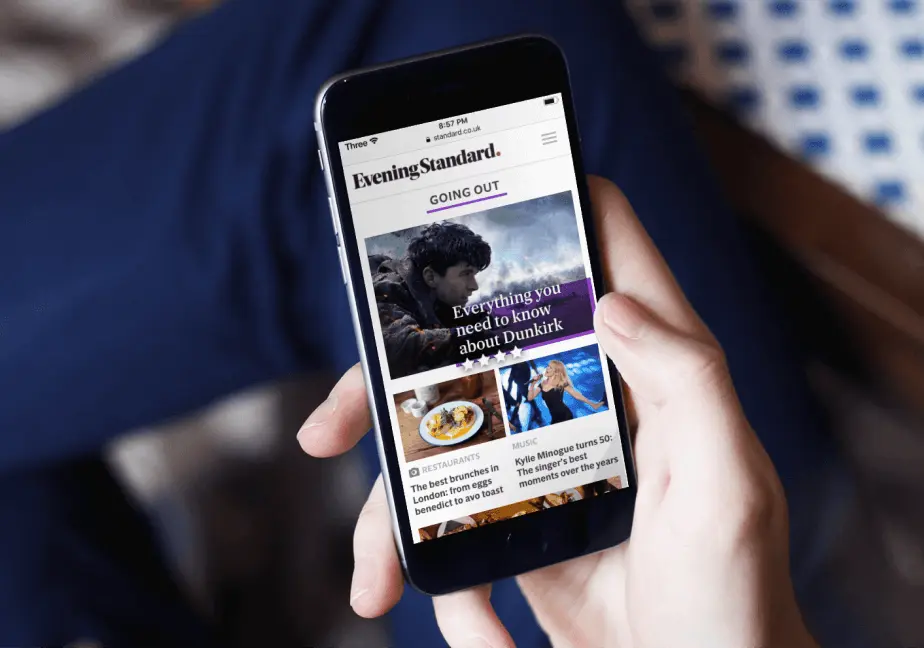 Three
8:57 PM
standard.co.uk
EveningStandard.
GOING OUT
Everything you
need to know
about Dunkirk
RESTAURANTS
The best brunches in
London: from eggs
benedict to avo toast
MUSIC
Kylie Minogue turns 50:
The singer's best
moments over the years